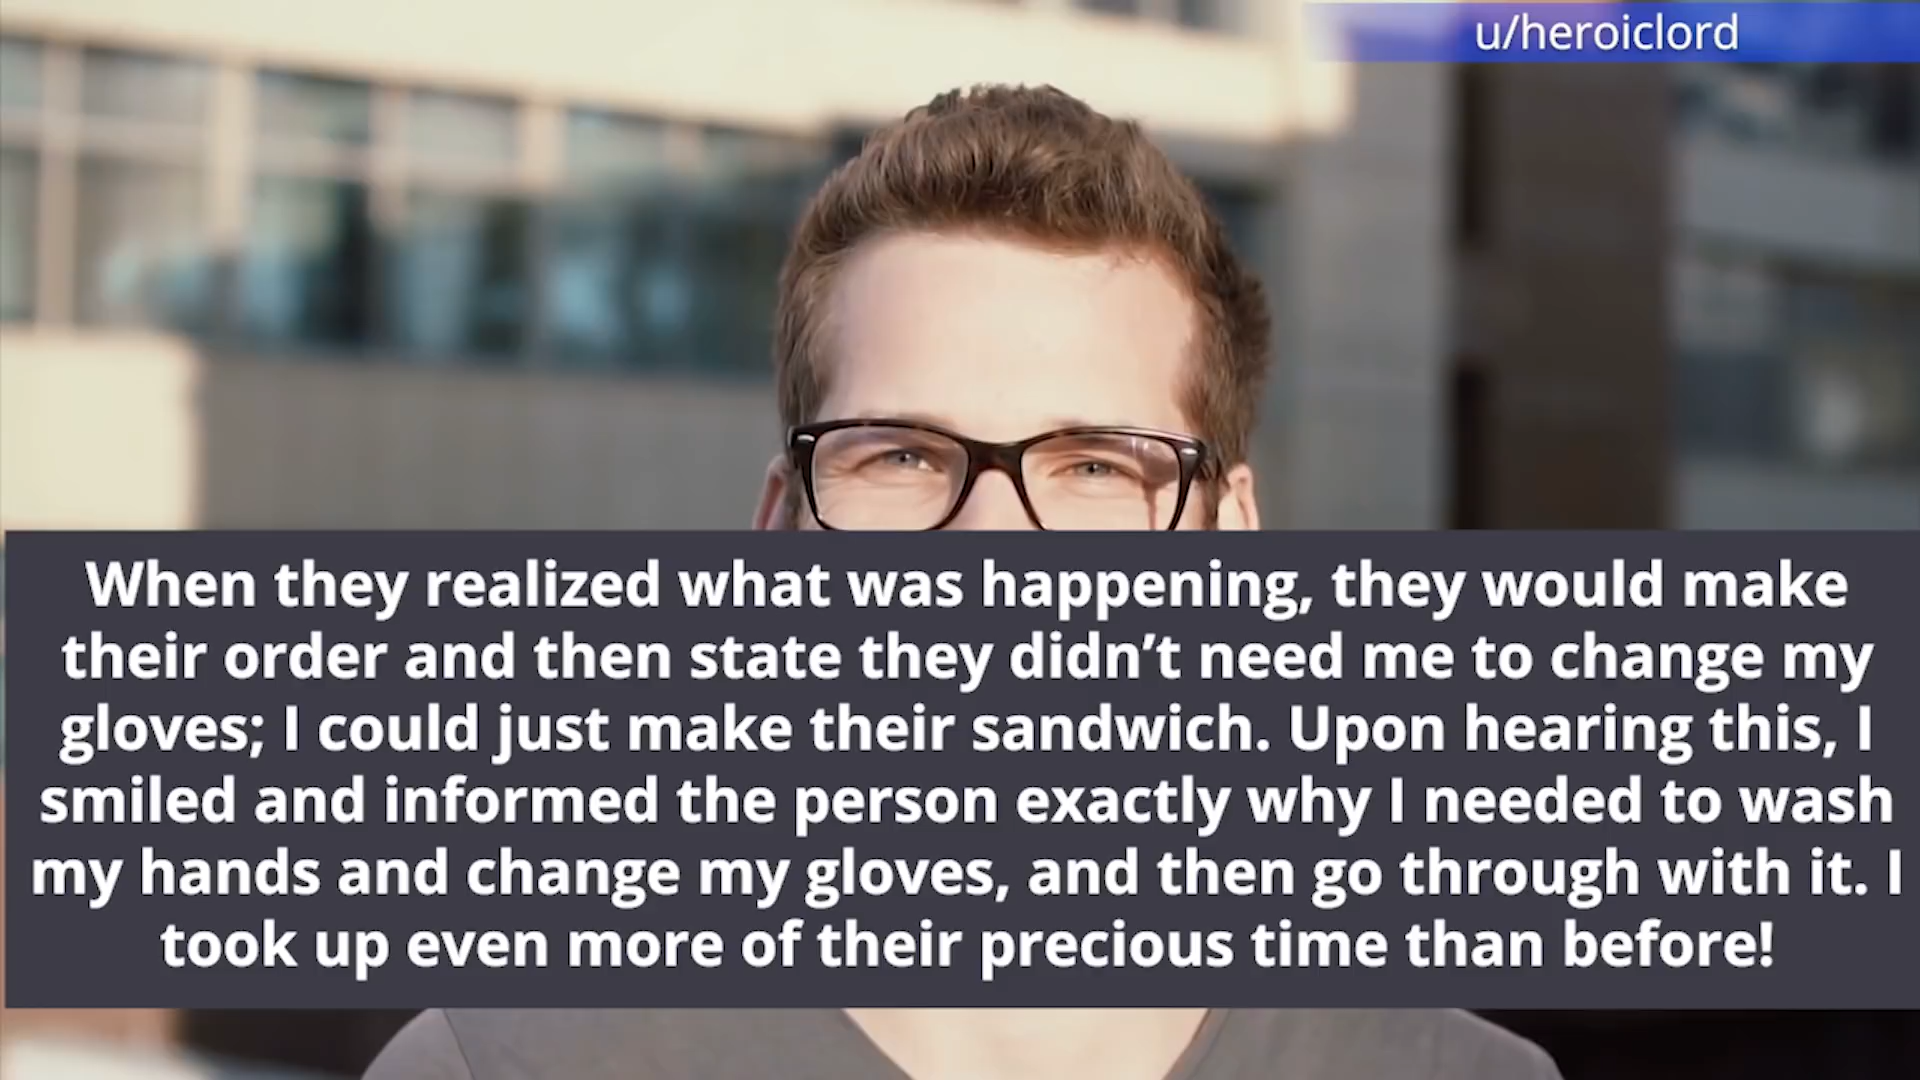 u/heroiclord
When they realized what was happening, they would make
their order and then state they didn’t need me to change my
gloves; I could just make their sandwich. Upon hearing this, I
smiled and informed the person exactly why I needed to wash
my hands and change my gloves, and then go through with it. I
took up even more of their precious time than before!